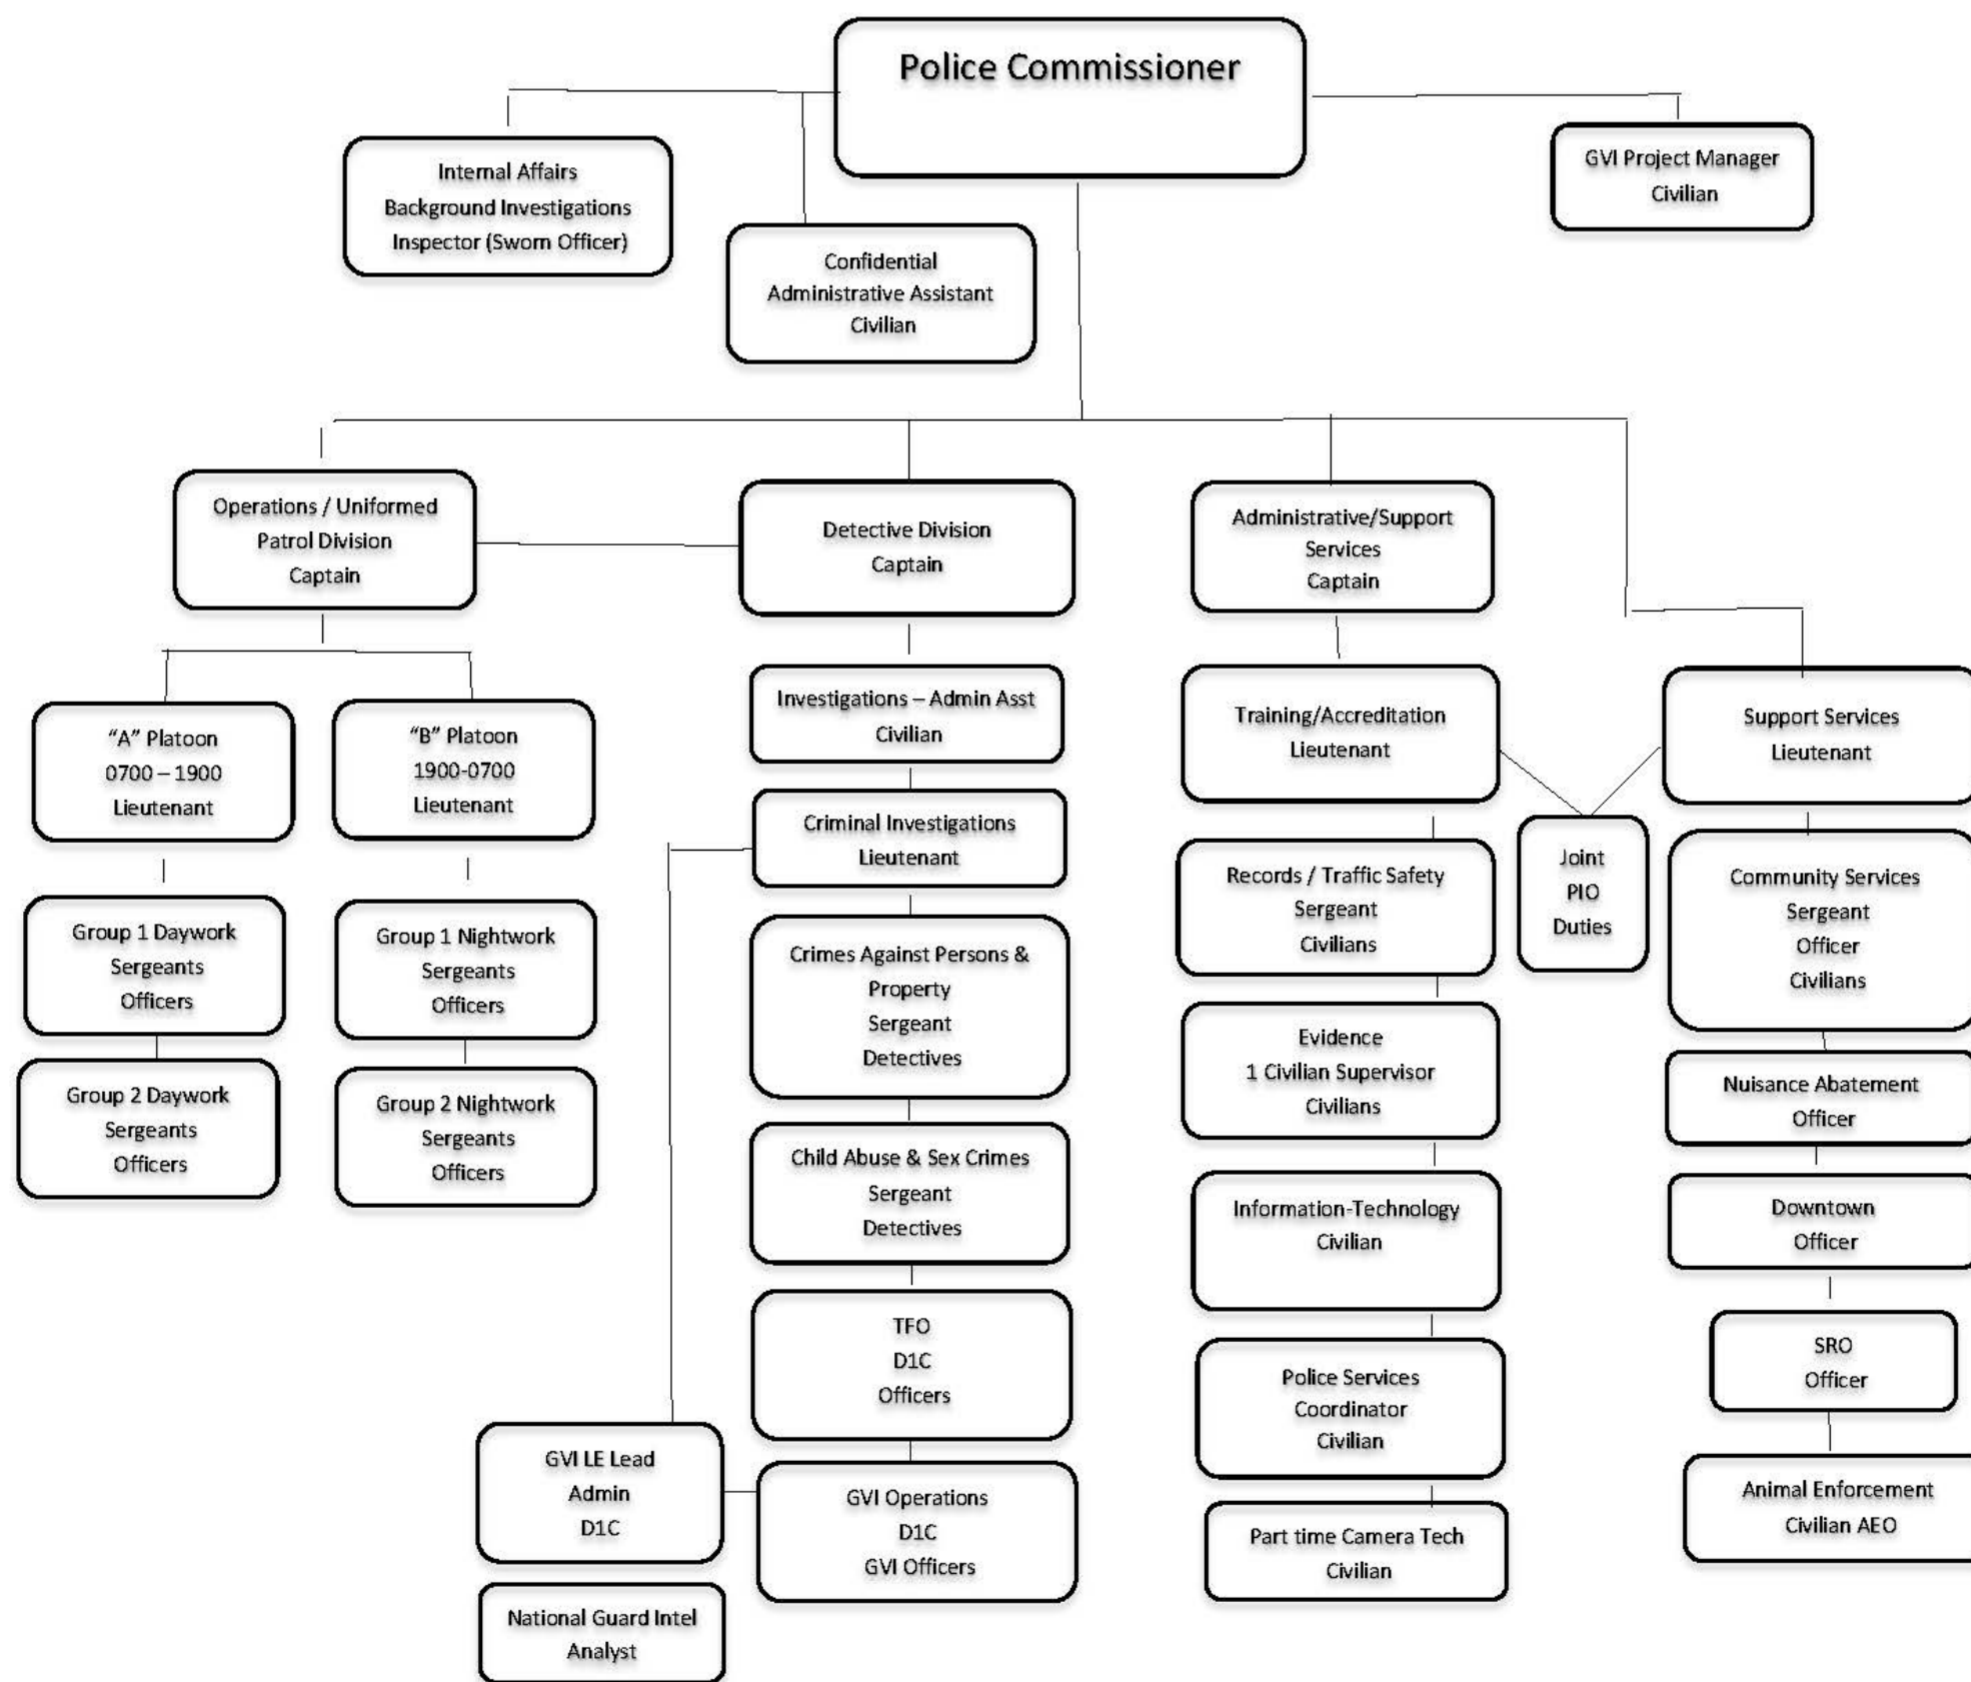 Police Commissioner
Internal Affairs
Background Investigations
Inspector (Sworn Officer)
Confidential
Administrative Assistant
Civilian
GVI Project Manager
Civilian
Operations / Uniformed
Patrol Division
Captain
Detective Division
Captain
Administrative/Support
Services
Captain
"A" Platoon
0700 – 1900
Lieutenant
"B" Platoon
1900-0700
Lieutenant
Group 1 Daywork
Sergeants
Officers
Group 1 Nightwork
Sergeants
Officers
Group 2 Daywork
Sergeants
Officers
Group 2 Nightwork
Sergeants
Officers
Investigations – Admin Asst
Civilian
Criminal Investigations
Lieutenant
Crimes Against Persons &
Property
Sergeant
Detectives
Child Abuse & Sex Crimes
Sergeant
Detectives
TFO
D1C
Officers
GVI LE Lead
Admin
D1C
GVI Operations
D1C
GVI Officers
National Guard Intel
Analyst
Training/Accreditation
Lieutenant
Records / Traffic Safety
Sergeant
Civilians
Evidence
1 Civilian Supervisor
Civilians
Information-Technology
Civilian
Police Services
Coordinator
Civilian
Part time Camera Tech
Civilian
Joint
PIO
Duties
Support Services
Lieutenant
Community Services
Sergeant
Officer
Civilians
Nuisance Abatement
Officer
Downtown
Officer
SRO
Officer
Animal Enforcement
Civilian AEO